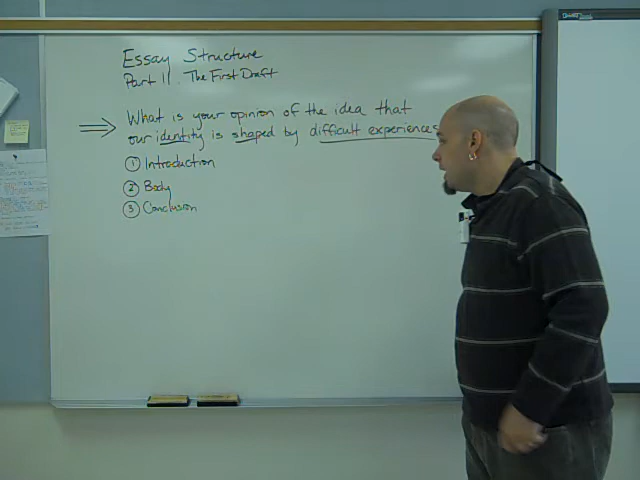 Essay Structure
Part II. The First Draft
What is your opinion of the idea that
our identity is shaped by difficult experiences
① Introduction
② Body
③ Conclusion